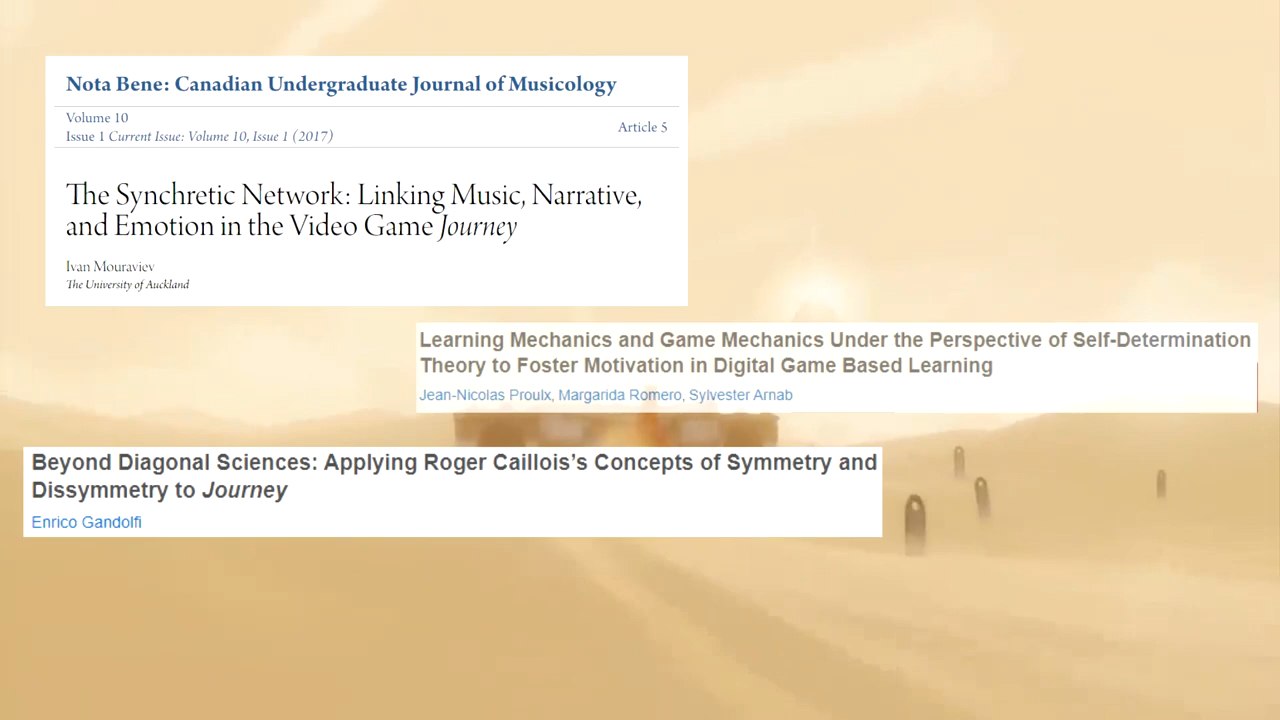 Nota Bene: Canadian Undergraduate Journal of Musicology
Volume 10
Issue 1 Current Issue: Volume 10, Issue 1 (2017)
Article 5
The Synchretic Network: Linking Music, Narrative,
and Emotion in the Video Game Journey
Ivan Mouraviev
The University of Auckland
Learning Mechanics and Game Mechanics Under the Perspective of Self-Determination
Theory to Foster Motivation in Digital Game Based Learning
Jean-Nicolas Proulx, Margarida Romero, Sylvester Arnab
Beyond Diagonal Sciences: Applying Roger Caillois’s Concepts of Symmetry and
Dissymmetry to Journey
Enrico Gandolfi